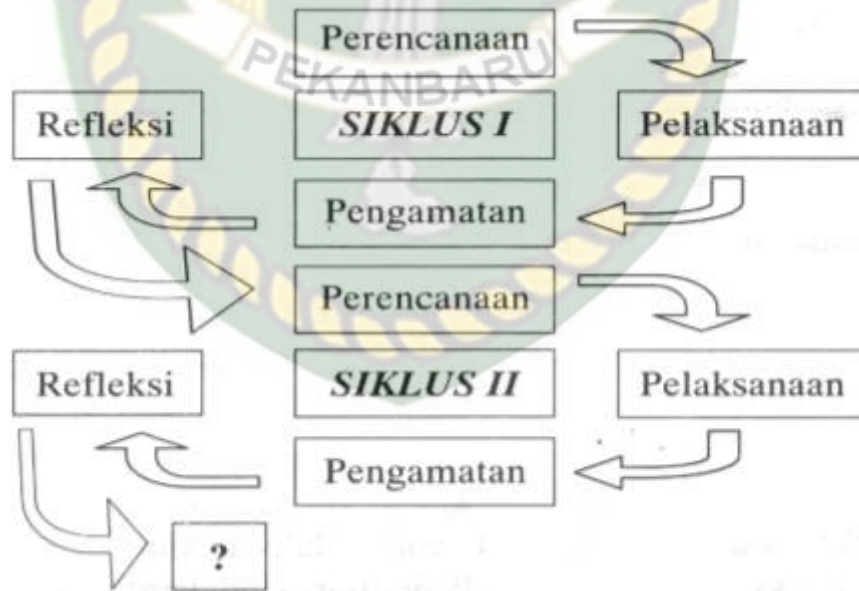 Perencanaan
PEKANBARU
Refleksi
SIKLUS I
Pelaksanaan
Pengamatan
Perencanaan
Refleksi
SIKLUS II
Pelaksanaan
Pengamatan
?